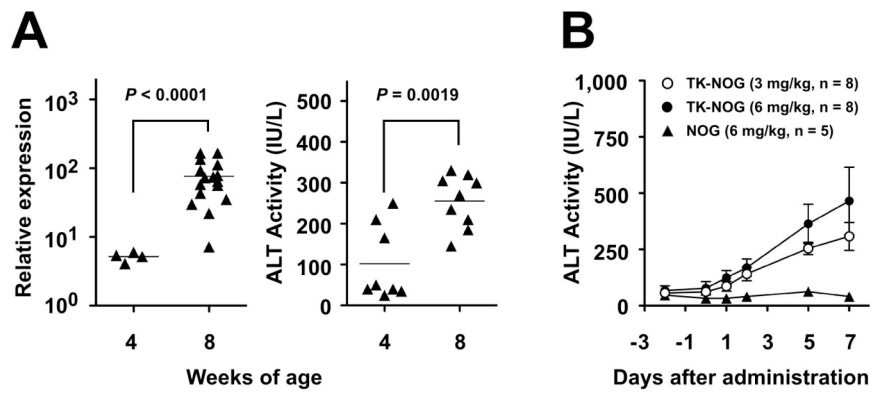 A
Relative expression
10³
10²
10¹
10⁰
P < 0.0001
4
8
ALT Activity (IU/L)
500
400
300
200
100
0
P = 0.0019
4
8
Weeks of age
B
ALT Activity (IU/L)
1,000
750
500
250
0
TK-NOG (3 mg/kg, n = 8)
TK-NOG (6 mg/kg, n = 8)
NOG (6 mg/kg, n = 5)
-3 -1 1 3 5 7
Days after administration